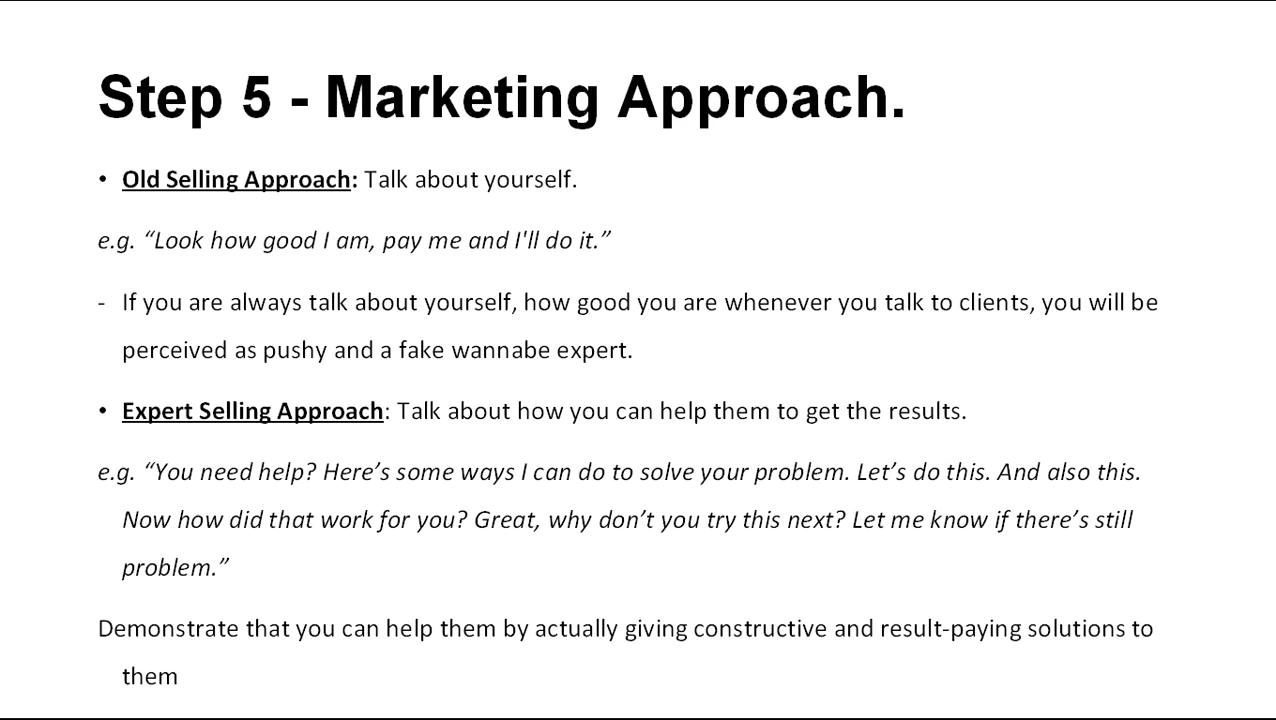 Step 5 - Marketing Approach.
• Old Selling Approach: Talk about yourself.
e.g. “Look how good I am, pay me and I'll do it.”
- If you are always talk about yourself, how good you are whenever you talk to clients, you will be
perceived as pushy and a fake wannabe expert.
• Expert Selling Approach: Talk about how you can help them to get the results.
e.g. “You need help? Here’s some ways I can do to solve your problem. Let’s do this. And also this.
Now how did that work for you? Great, why don’t you try this next? Let me know if there’s still
problem.”
Demonstrate that you can help them by actually giving constructive and result-paying solutions to
them